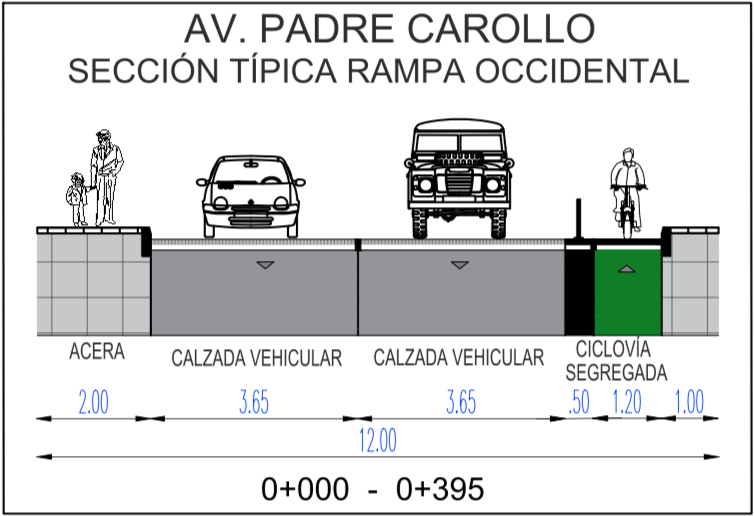 AV. PADRE CAROLLO
SECCIÓN TÍPICA RAMPA OCCIDENTAL
ACERA
CALZADA VEHICULAR
CALZADA VEHICULAR
CICLOVÍA
SEGREGADA
2.00
3.65
3.65
.50
1.20
1.00
12.00
0+000 - 0+395